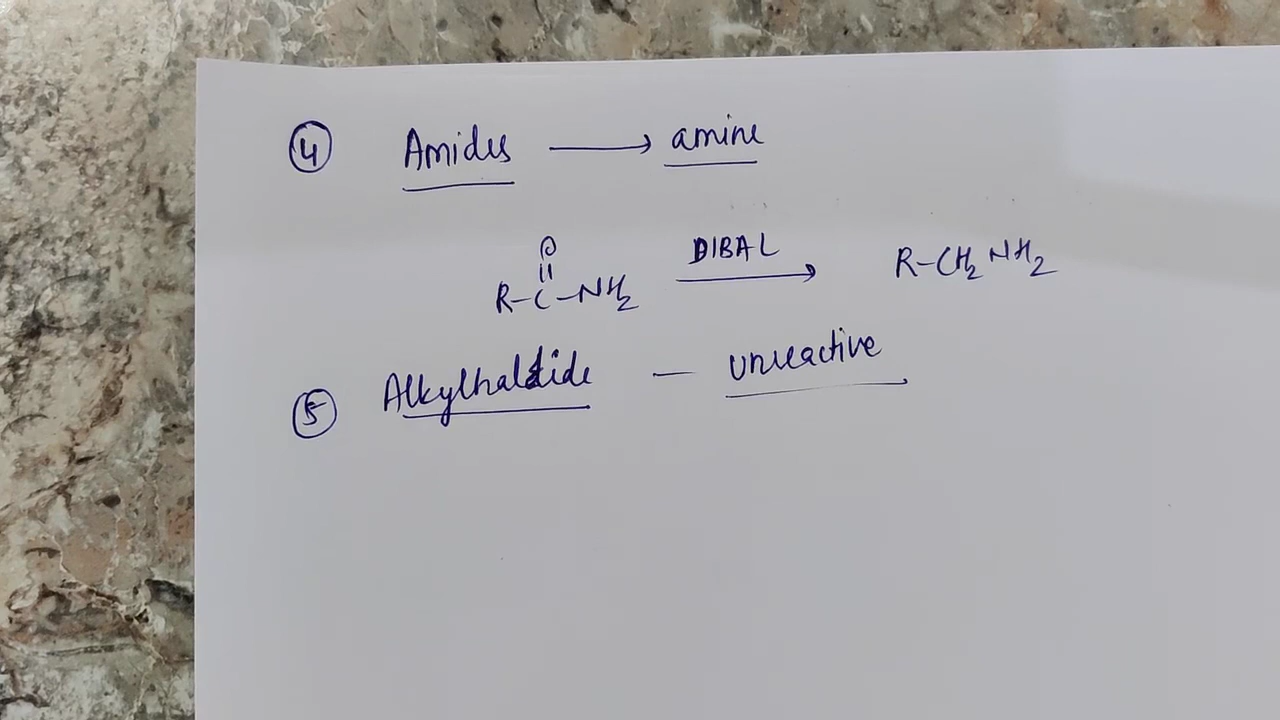 ④ Amides ⟶ amine
O
||
R-C-NH₂ DIBAL ⟶ R-CH₂NH₂
⑤ Alkylhalide — unreactive